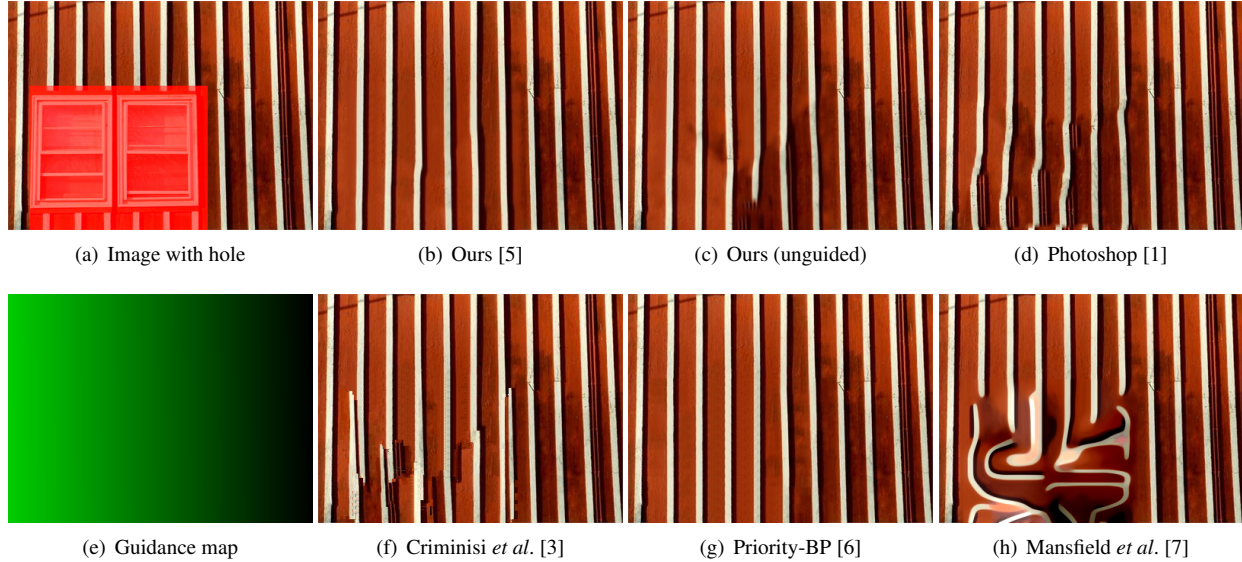 (a) Image with hole
(b) Ours [5]
(c) Ours (unguided)
(d) Photoshop [1]
(e) Guidance map
(f) Criminisi et al. [3]
(g) Priority-BP [6]
(h) Mansfield et al. [7]